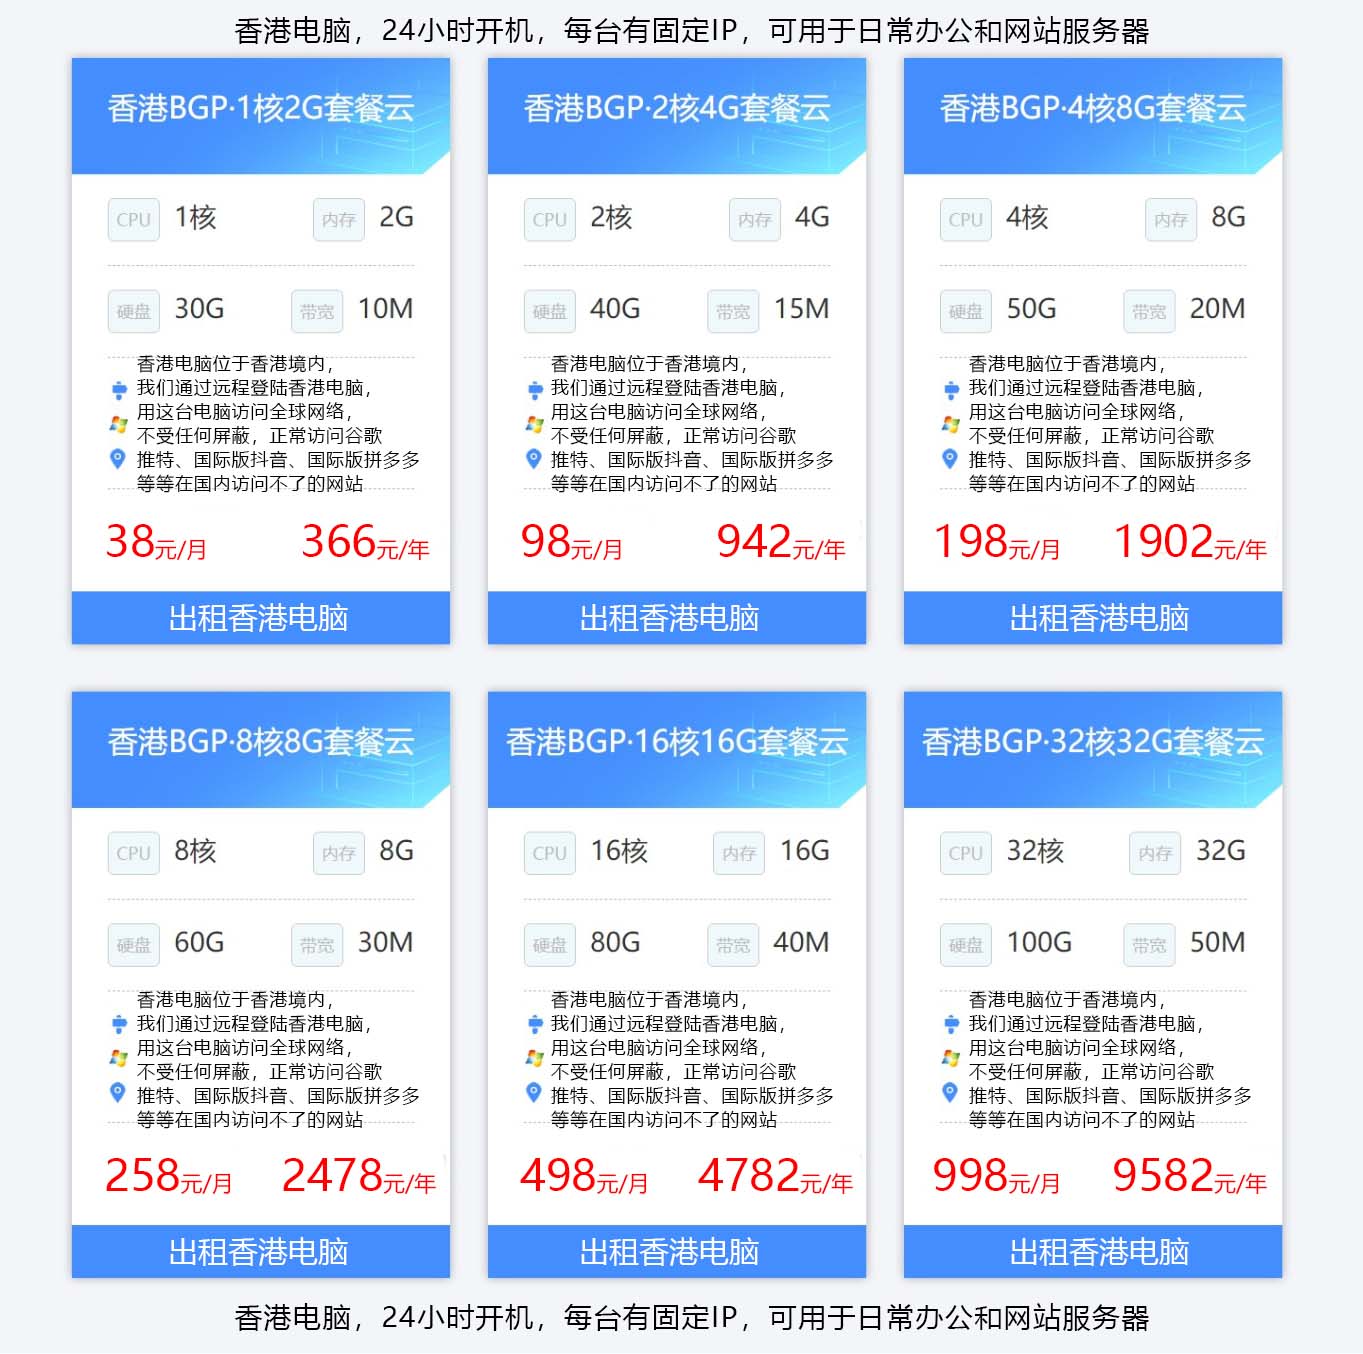 香港电脑，24小时开机，每台有固定IP，可用于日常办公和网站服务器
香港BGP·1核2G套餐云
CPU 1核 内存 2G
硬盘 30G 带宽 10M
香港电脑位于香港境内，
我们通过远程登陆香港电脑，
用这台电脑访问全球网络，
不受任何屏蔽，正常访问谷歌
推特、国际版抖音、国际版拼多多
等等在国内访问不了的网站
38元/月 366元/年
出租香港电脑
香港BGP·2核4G套餐云
CPU 2核 内存 4G
硬盘 40G 带宽 15M
香港电脑位于香港境内，
我们通过远程登陆香港电脑，
用这台电脑访问全球网络，
不受任何屏蔽，正常访问谷歌
推特、国际版抖音、国际版拼多多
等等在国内访问不了的网站
98元/月 942元/年
出租香港电脑
香港BGP·4核8G套餐云
CPU 4核 内存 8G
硬盘 50G 带宽 20M
香港电脑位于香港境内，
我们通过远程登陆香港电脑，
用这台电脑访问全球网络，
不受任何屏蔽，正常访问谷歌
推特、国际版抖音、国际版拼多多
等等在国内访问不了的网站
198元/月 1902元/年
出租香港电脑
香港BGP·8核8G套餐云
CPU 8核 内存 8G
硬盘 60G 带宽 30M
香港电脑位于香港境内，
我们通过远程登陆香港电脑，
用这台电脑访问全球网络，
不受任何屏蔽，正常访问谷歌
推特、国际版抖音、国际版拼多多
等等在国内访问不了的网站
258元/月 2478元/年
出租香港电脑
香港BGP·16核16G套餐云
CPU 16核 内存 16G
硬盘 80G 带宽 40M
香港电脑位于香港境内，
我们通过远程登陆香港电脑，
用这台电脑访问全球网络，
不受任何屏蔽，正常访问谷歌
推特、国际版抖音、国际版拼多多
等等在国内访问不了的网站
498元/月 4782元/年
出租香港电脑
香港BGP·32核32G套餐云
CPU 32核 内存 32G
硬盘 100G 带宽 50M
香港电脑位于香港境内，
我们通过远程登陆香港电脑，
用这台电脑访问全球网络，
不受任何屏蔽，正常访问谷歌
推特、国际版抖音、国际版拼多多
等等在国内访问不了的网站
998元/月 9582元/年
出租香港电脑
香港电脑，24小时开机，每台有固定IP，可用于日常办公和网站服务器